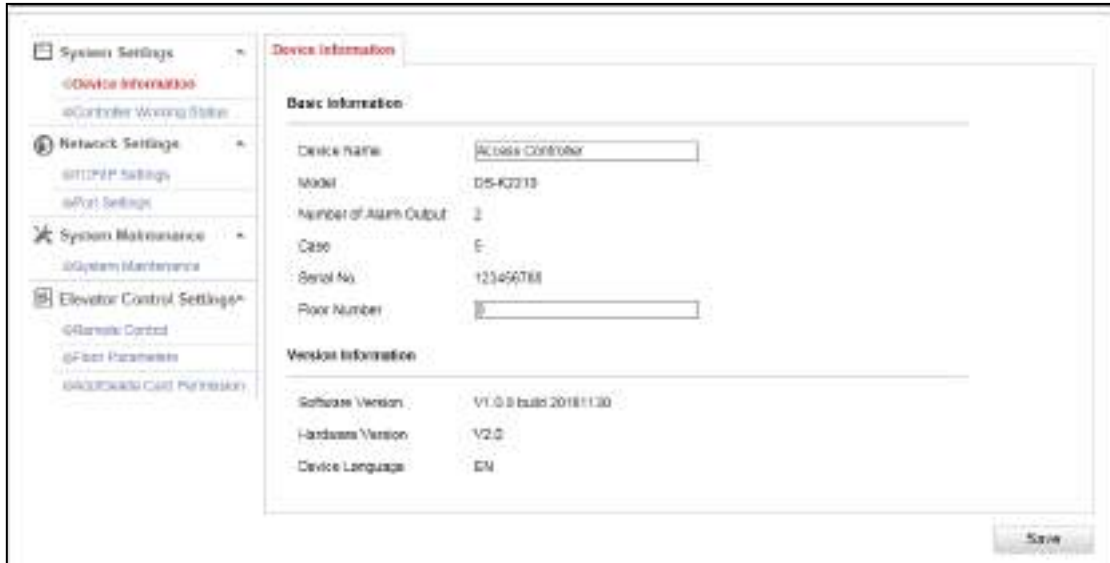 System Settings
Device Information
Controller Working Status
Network Settings
TCP/IP Settings
Port Settings
System Maintenance
System Maintenance
Elevator Control Settings
Remote Control
Floor Parameters
Card Permission
Device Information
Basic Information
Device Name Access Controller
Model DS-K2210
Number of Alarm Output 2
Case
Serial No. 123456788
Floor Number
Version Information
Software Version V1.0.0 build 20181130
Hardware Version V2.0
Device Language EN
Save